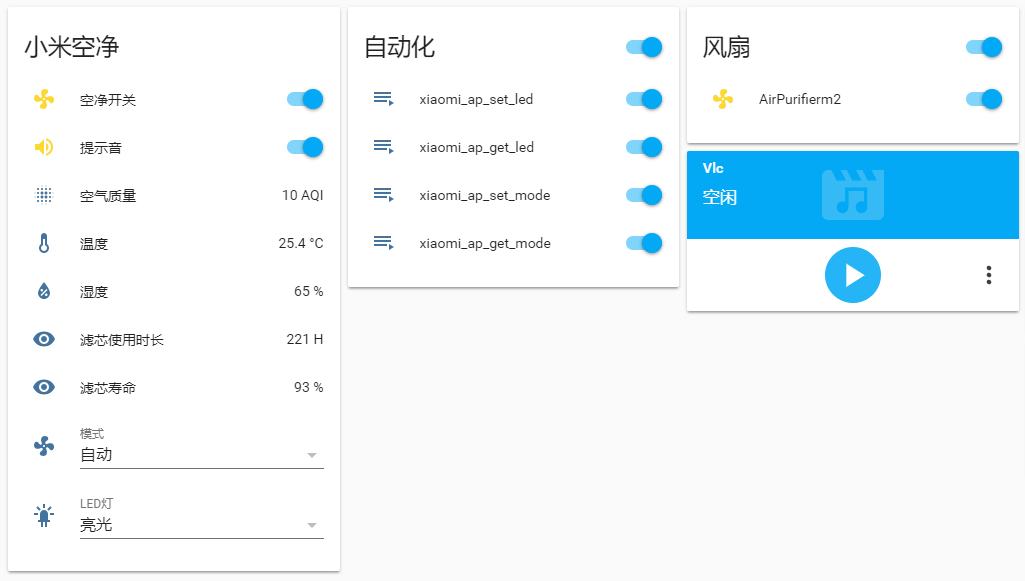 小米空净
空净开关
提示音
空气质量 10 AQI
温度 25.4 °C
湿度 65 %
滤芯使用时长 221 H
滤芯寿命 93 %
模式
自动
LED灯
亮光
自动化
xiaomi_ap_set_led
xiaomi_ap_get_led
xiaomi_ap_set_mode
xiaomi_ap_get_mode
风扇
AirPurifierm2
Vlc
空闲